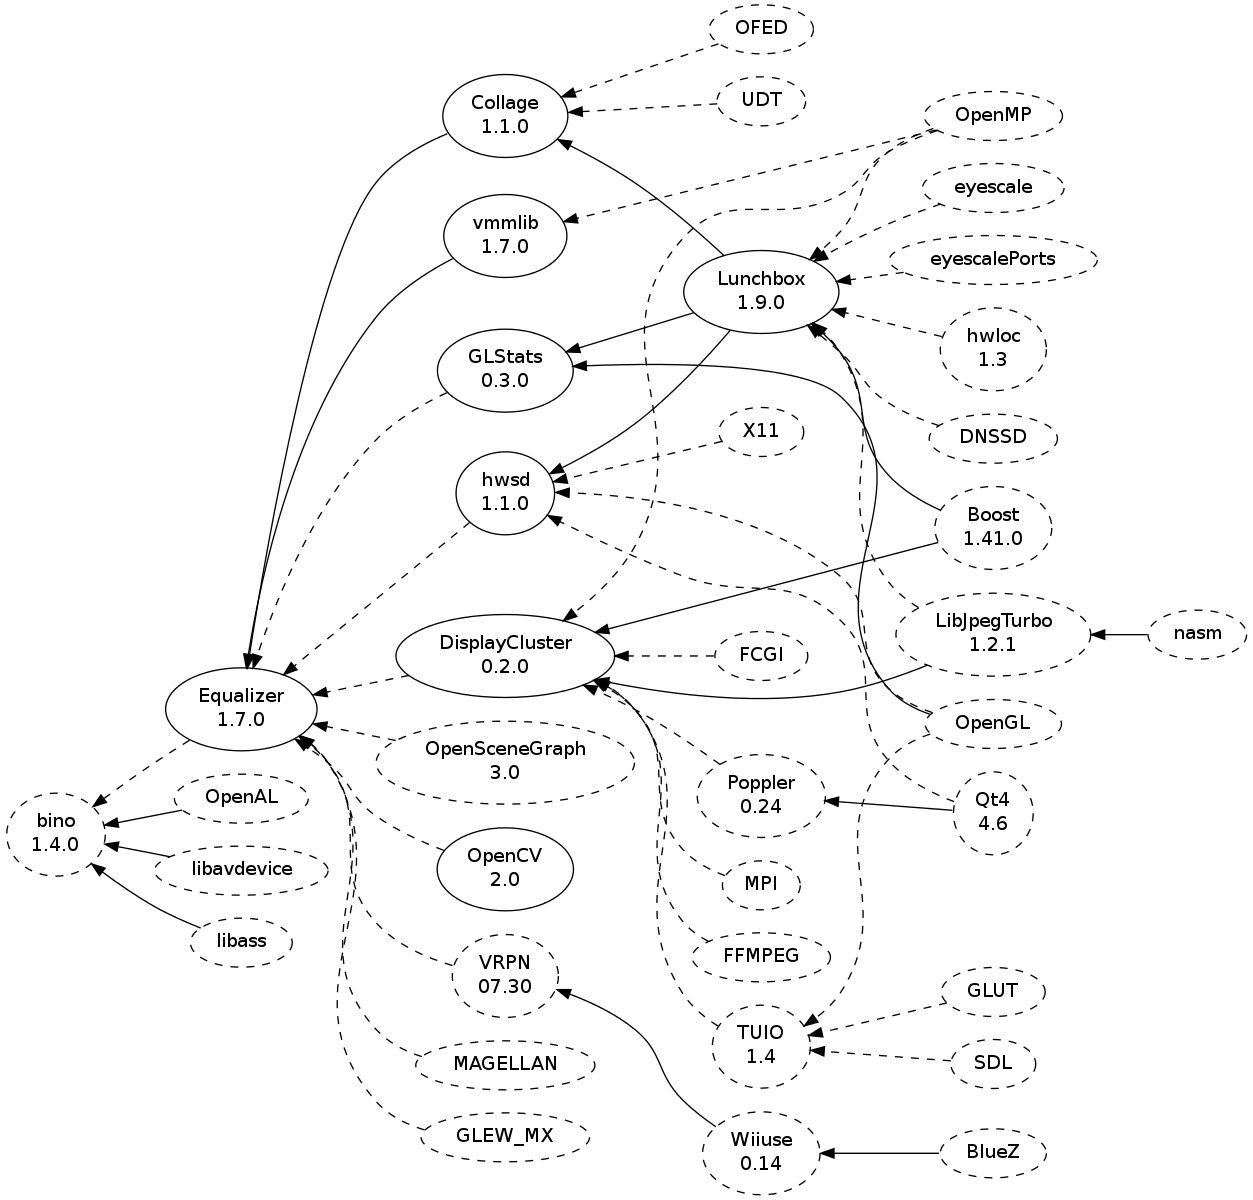 OFED
UDT
Collage
1.1.0
OpenMP
vmmlib
1.7.0
eyescale
eyescalePorts
Lunchbox
1.9.0
hwloc
1.3
GLStats
0.3.0
X11
DNSSD
hwsd
1.1.0
Boost
1.41.0
DisplayCluster
0.2.0
FCGI
LibJpegTurbo
1.2.1
nasm
Equalizer
1.7.0
OpenGL
OpenSceneGraph
3.0
Poppler
0.24
Qt4
4.6
OpenAL
bino
1.4.0
libavdevice
OpenCV
2.0
MPI
libass
VRPN
07.30
FFMPEG
GLUT
TUIO
1.4
SDL
MAGELLAN
GLEW_MX
Wiiuse
0.14
BlueZ